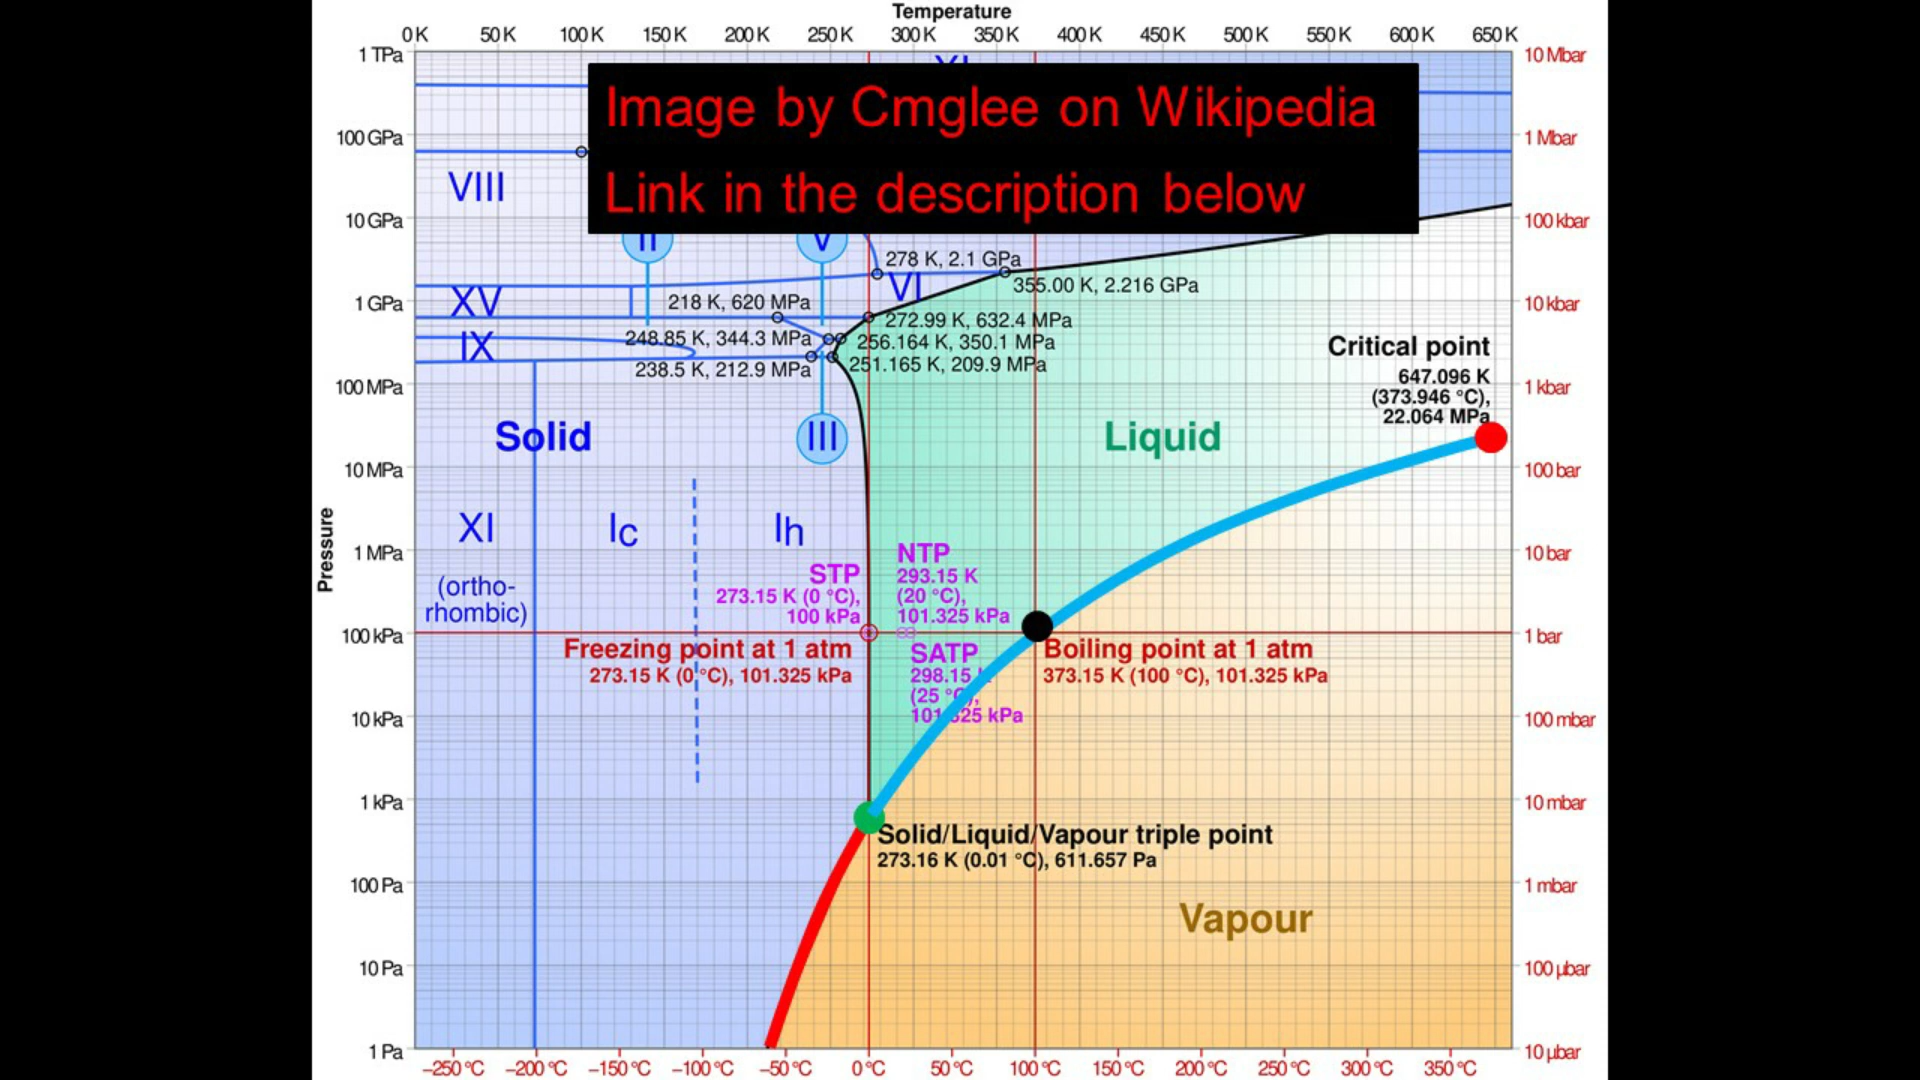 Temperature
0 K 50 K 100 K 150 K 200 K 250 K 300 K 350 K 400 K 450 K 500 K 550 K 600 K 650 K
1 TPa
10 Mbar
Image by Cmglee on Wikipedia
100 GPa
1 Mbar
Link in the description below
VIII
10 GPa
100 kbar
II
V
278 K, 2.1 GPa
VI
355.00 K, 2.216 GPa
1 GPa
XV
218 K, 620 MPa
10 kbar
272.99 K, 632.4 MPa
IX
248.85 K, 344.3 MPa
256.164 K, 350.1 MPa
238.5 K, 212.9 MPa
251.165 K, 209.9 MPa
Critical point
647.096 K
(373.946 °C),
22.064 MPa
100 MPa
1 kbar
Solid
III
Liquid
10 MPa
100 bar
Pressure
XI
Ic
Ih
1 MPa
10 bar
(ortho-
rhombic)
STP
273.15 K (0 °C),
100 kPa
NTP
293.15 K
(20 °C),
101.325 kPa
100 kPa
1 bar
Freezing point at 1 atm
273.15 K (0 °C), 101.325 kPa
SATP
298.15 K
(25 °C),
101.325 kPa
Boiling point at 1 atm
373.15 K (100 °C), 101.325 kPa
10 kPa
100 mbar
1 kPa
10 mbar
Solid/Liquid/Vapour triple point
273.16 K (0.01 °C), 611.657 Pa
100 Pa
1 mbar
Vapour
10 Pa
100 µbar
1 Pa
10 µbar
−250 °C −200 °C −150 °C −100 °C −50 °C 0 °C 50 °C 100 °C 150 °C 200 °C 250 °C 300 °C 350 °C